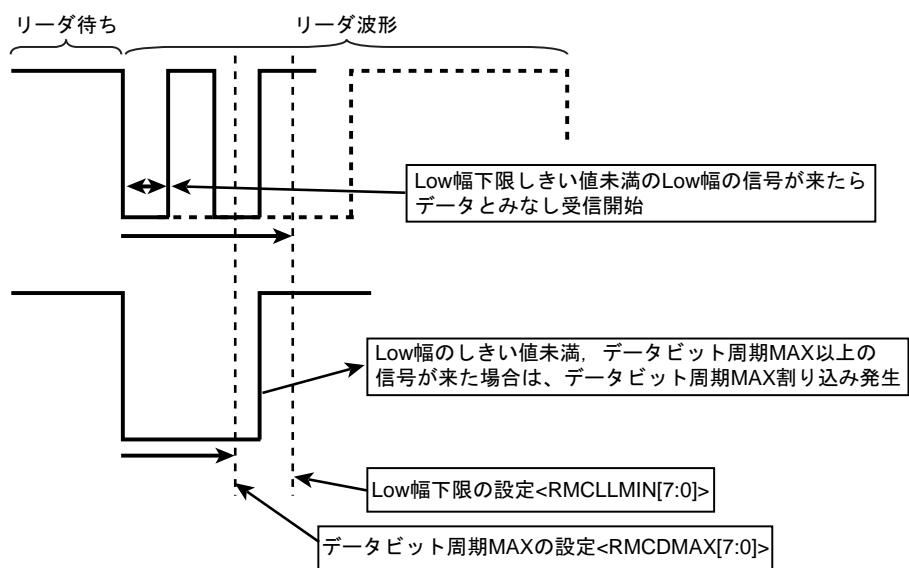 リーダ待ち
リーダ波形
Low幅下限しきい値未満のLow幅の信号が来たら
データとみなし受信開始
Low幅のしきい値未満，データビット周期MAX以上の
信号が来た場合は、データビット周期MAX割り込み発生
Low幅下限の設定<RMCLLMIN[7:0]>
データビット周期MAXの設定<RMCDMAX[7:0]>